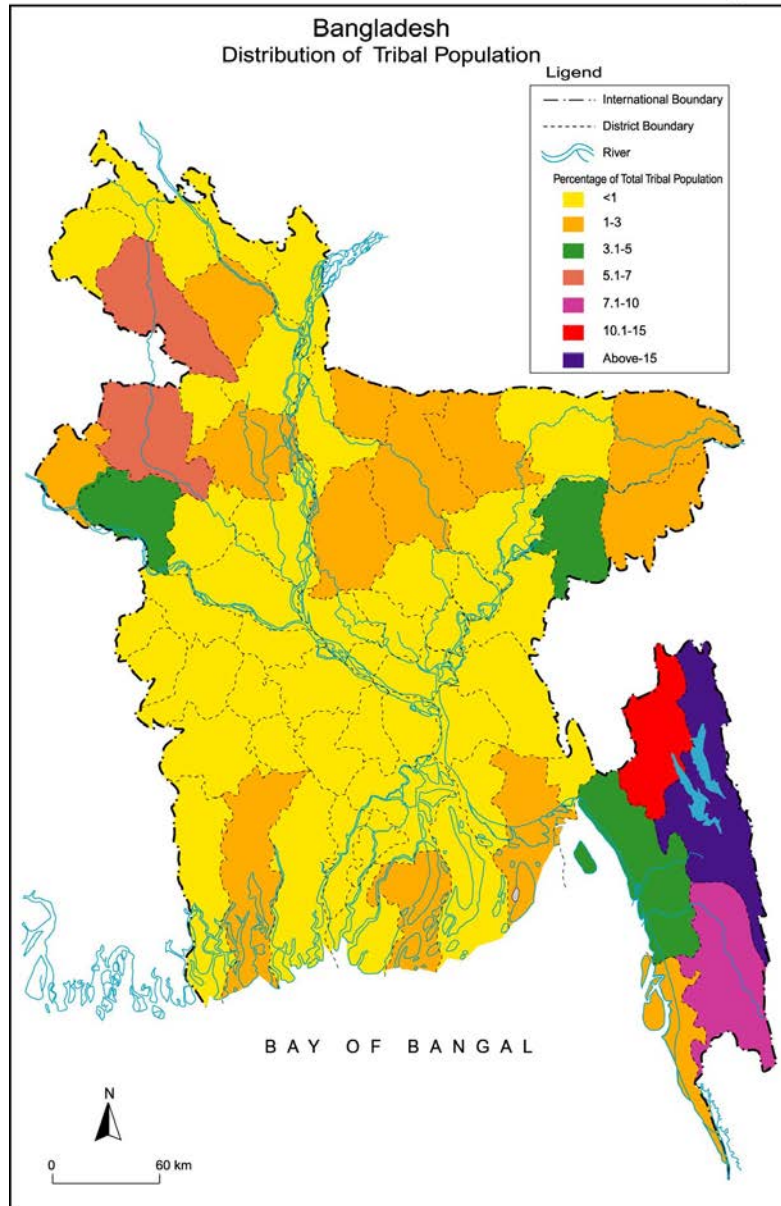 Bangladesh
Distribution of Tribal Population
Ligend
International Boundary
District Boundary
River
Percentage of Total Tribal Population
<1
1-3
3.1-5
5.1-7
7.1-10
10.1-15
Above-15
BAY OF BANGAL
N
0 60 km